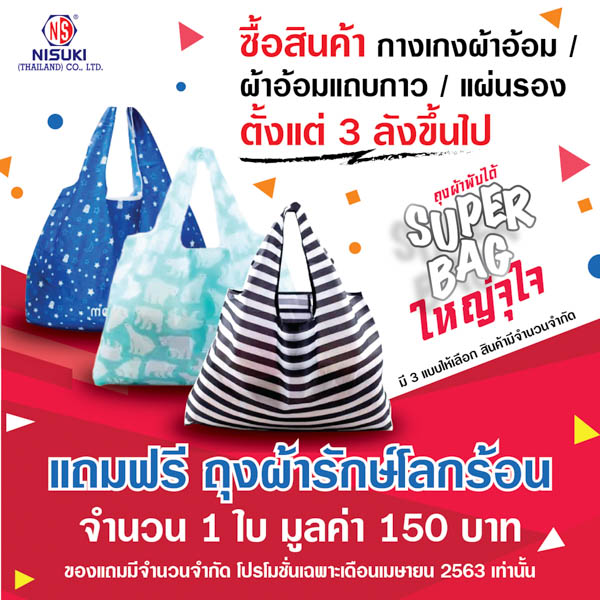 NS
NISUKI
(THAILAND) CO., LTD.
ซื้อสินค้า กางเกงผ้าอ้อม /
ผ้าอ้อมแถบกาว / แผ่นรอง
ตั้งแต่ 3 ลังขึ้นไป
ถุงผ้าพับได้
SUPER
BAG
ใหญ่จุใจ
มี 3 แบบให้เลือก สินค้ามีจำนวนจำกัด
แถมฟรี ถุงผ้ารักษ์โลกร้อน
จำนวน 1 ใบ มูลค่า 150 บาท
ของแถมมีจำนวนจำกัด โปรโมชั่นเฉพาะเดือนเมษายน 2563 เท่านั้น